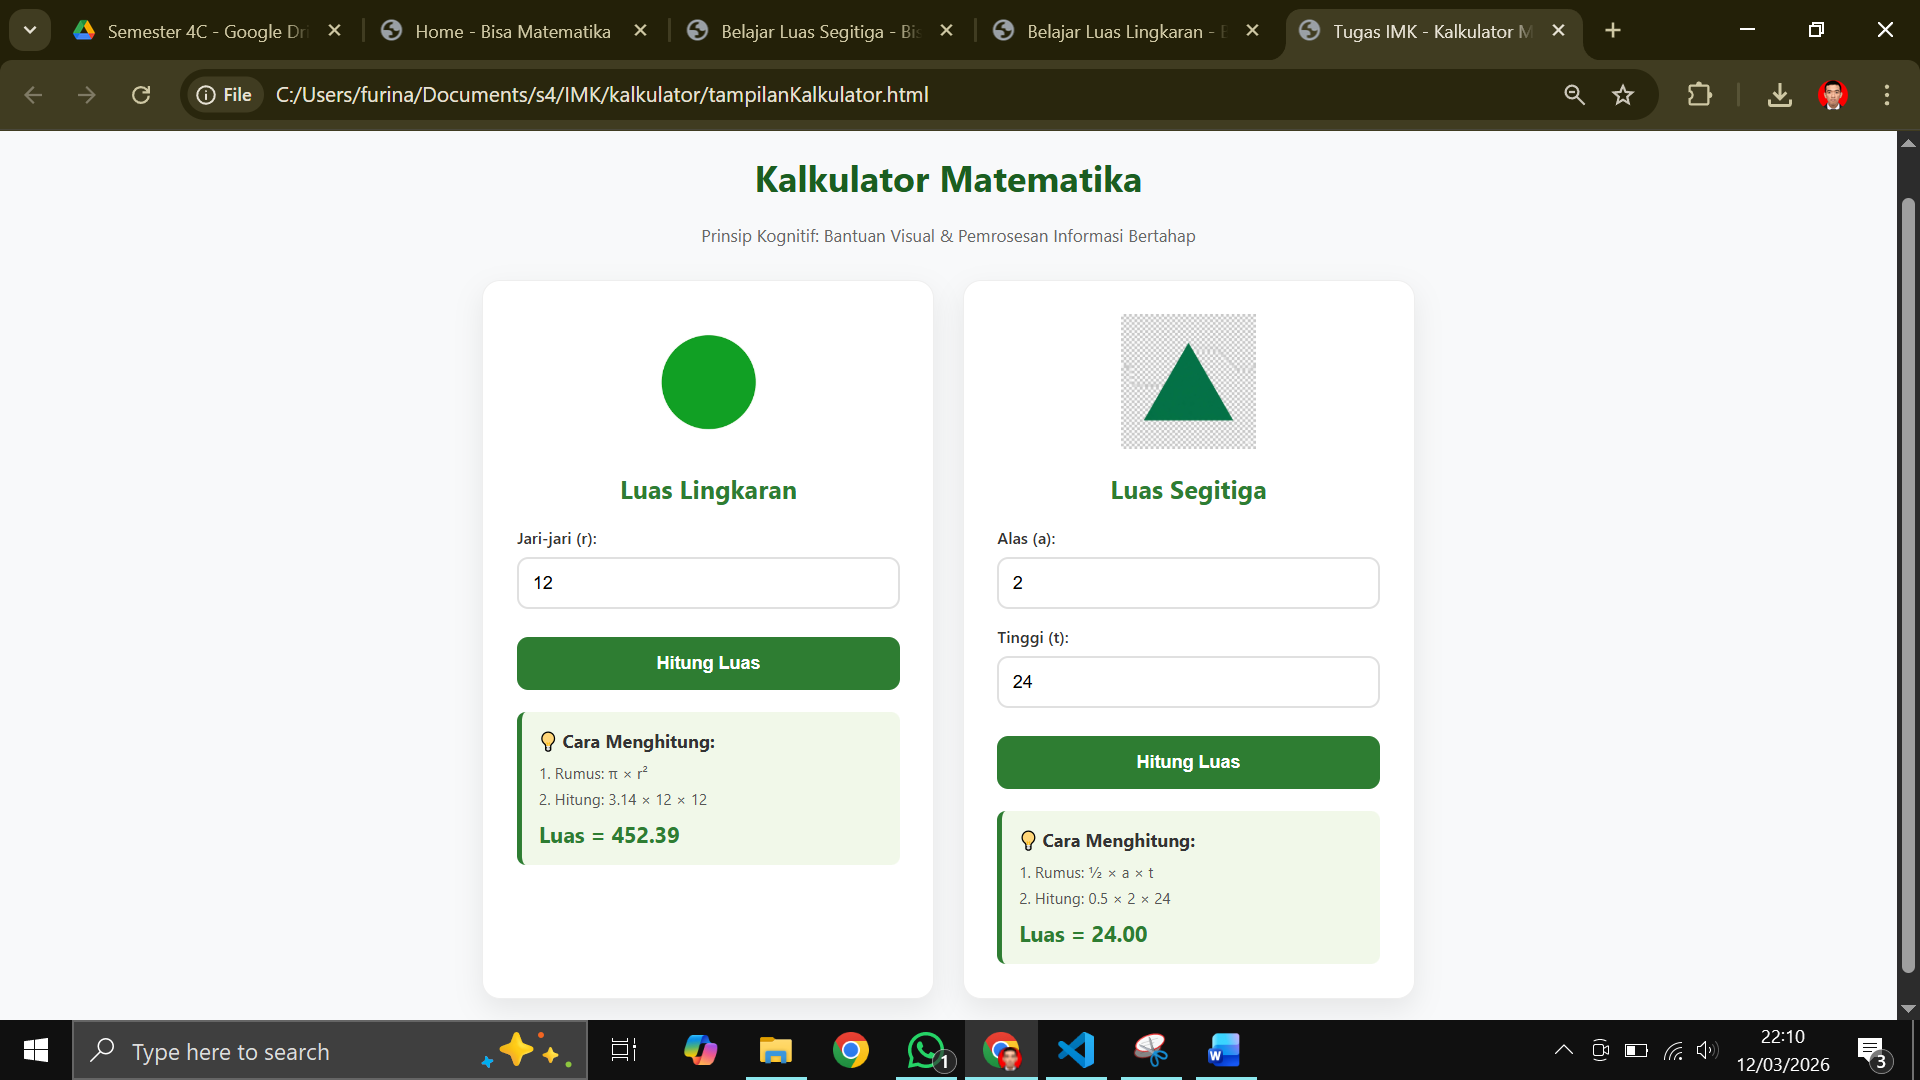 Semester 4C - Google Dri
Home - Bisa Matematika
Belajar Luas Segitiga - Bis
Belajar Luas Lingkaran - B
Tugas IMK - Kalkulator M
File
C:/Users/furina/Documents/s4/IMK/kalkulator/tampilanKalkulator.html
Kalkulator Matematika
Prinsip Kognitif: Bantuan Visual & Pemrosesan Informasi Bertahap
Luas Lingkaran
Jari-jari (r):
12
Hitung Luas
Cara Menghitung:
1. Rumus: π × r²
2. Hitung: 3.14 × 12 × 12
Luas = 452.39
Luas Segitiga
Alas (a):
2
Tinggi (t):
24
Hitung Luas
Cara Menghitung:
1. Rumus: ½ × a × t
2. Hitung: 0.5 × 2 × 24
Luas = 24.00
Type here to search
1
22:10
12/03/2026
3